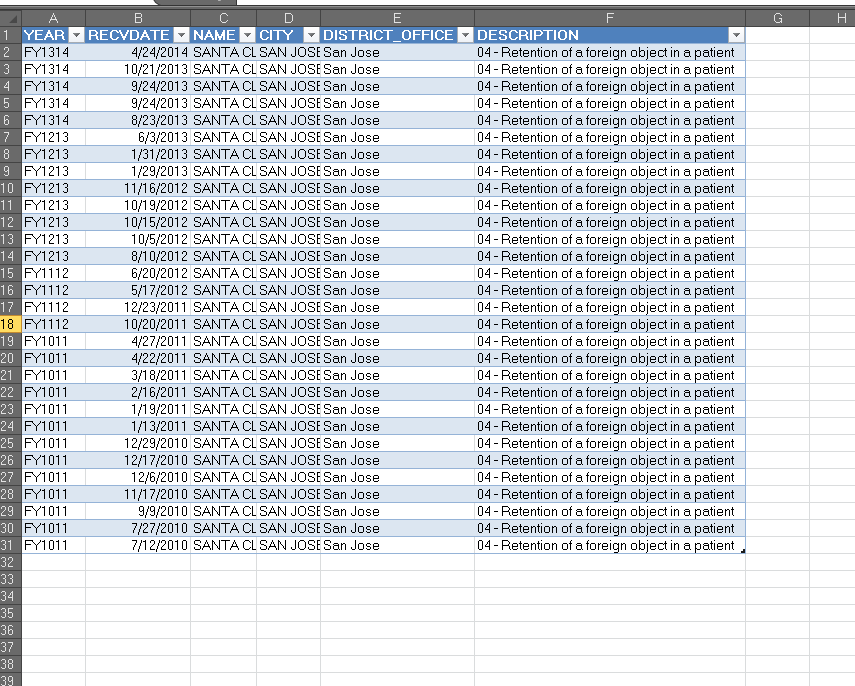 A B C D E F G H
1 YEAR RECVDATE NAME CITY DISTRICT_OFFICE DESCRIPTION
2 FY1314 4/24/2014 SANTA CL SAN JOSE San Jose 04 - Retention of a foreign object in a patient
3 FY1314 10/21/2013 SANTA CL SAN JOSE San Jose 04 - Retention of a foreign object in a patient
4 FY1314 9/24/2013 SANTA CL SAN JOSE San Jose 04 - Retention of a foreign object in a patient
5 FY1314 9/24/2013 SANTA CL SAN JOSE San Jose 04 - Retention of a foreign object in a patient
6 FY1314 8/23/2013 SANTA CL SAN JOSE San Jose 04 - Retention of a foreign object in a patient
7 FY1213 6/3/2013 SANTA CL SAN JOSE San Jose 04 - Retention of a foreign object in a patient
8 FY1213 1/31/2013 SANTA CL SAN JOSE San Jose 04 - Retention of a foreign object in a patient
9 FY1213 1/29/2013 SANTA CL SAN JOSE San Jose 04 - Retention of a foreign object in a patient
10 FY1213 11/16/2012 SANTA CL SAN JOSE San Jose 04 - Retention of a foreign object in a patient
11 FY1213 10/19/2012 SANTA CL SAN JOSE San Jose 04 - Retention of a foreign object in a patient
12 FY1213 10/15/2012 SANTA CL SAN JOSE San Jose 04 - Retention of a foreign object in a patient
13 FY1213 10/5/2012 SANTA CL SAN JOSE San Jose 04 - Retention of a foreign object in a patient
14 FY1213 8/10/2012 SANTA CL SAN JOSE San Jose 04 - Retention of a foreign object in a patient
15 FY1112 6/20/2012 SANTA CL SAN JOSE San Jose 04 - Retention of a foreign object in a patient
16 FY1112 5/17/2012 SANTA CL SAN JOSE San Jose 04 - Retention of a foreign object in a patient
17 FY1112 12/23/2011 SANTA CL SAN JOSE San Jose 04 - Retention of a foreign object in a patient
18 FY1112 10/20/2011 SANTA CL SAN JOSE San Jose 04 - Retention of a foreign object in a patient
19 FY1011 4/27/2011 SANTA CL SAN JOSE San Jose 04 - Retention of a foreign object in a patient
20 FY1011 4/22/2011 SANTA CL SAN JOSE San Jose 04 - Retention of a foreign object in a patient
21 FY1011 3/18/2011 SANTA CL SAN JOSE San Jose 04 - Retention of a foreign object in a patient
22 FY1011 2/16/2011 SANTA CL SAN JOSE San Jose 04 - Retention of a foreign object in a patient
23 FY1011 1/19/2011 SANTA CL SAN JOSE San Jose 04 - Retention of a foreign object in a patient
24 FY1011 1/13/2011 SANTA CL SAN JOSE San Jose 04 - Retention of a foreign object in a patient
25 FY1011 12/29/2010 SANTA CL SAN JOSE San Jose 04 - Retention of a foreign object in a patient
26 FY1011 12/17/2010 SANTA CL SAN JOSE San Jose 04 - Retention of a foreign object in a patient
27 FY1011 12/6/2010 SANTA CL SAN JOSE San Jose 04 - Retention of a foreign object in a patient
28 FY1011 11/17/2010 SANTA CL SAN JOSE San Jose 04 - Retention of a foreign object in a patient
29 FY1011 9/9/2010 SANTA CL SAN JOSE San Jose 04 - Retention of a foreign object in a patient
30 FY1011 7/27/2010 SANTA CL SAN JOSE San Jose 04 - Retention of a foreign object in a patient
31 FY1011 7/12/2010 SANTA CL SAN JOSE San Jose 04 - Retention of a foreign object in a patient
32
33
34
35
36
37
38
39